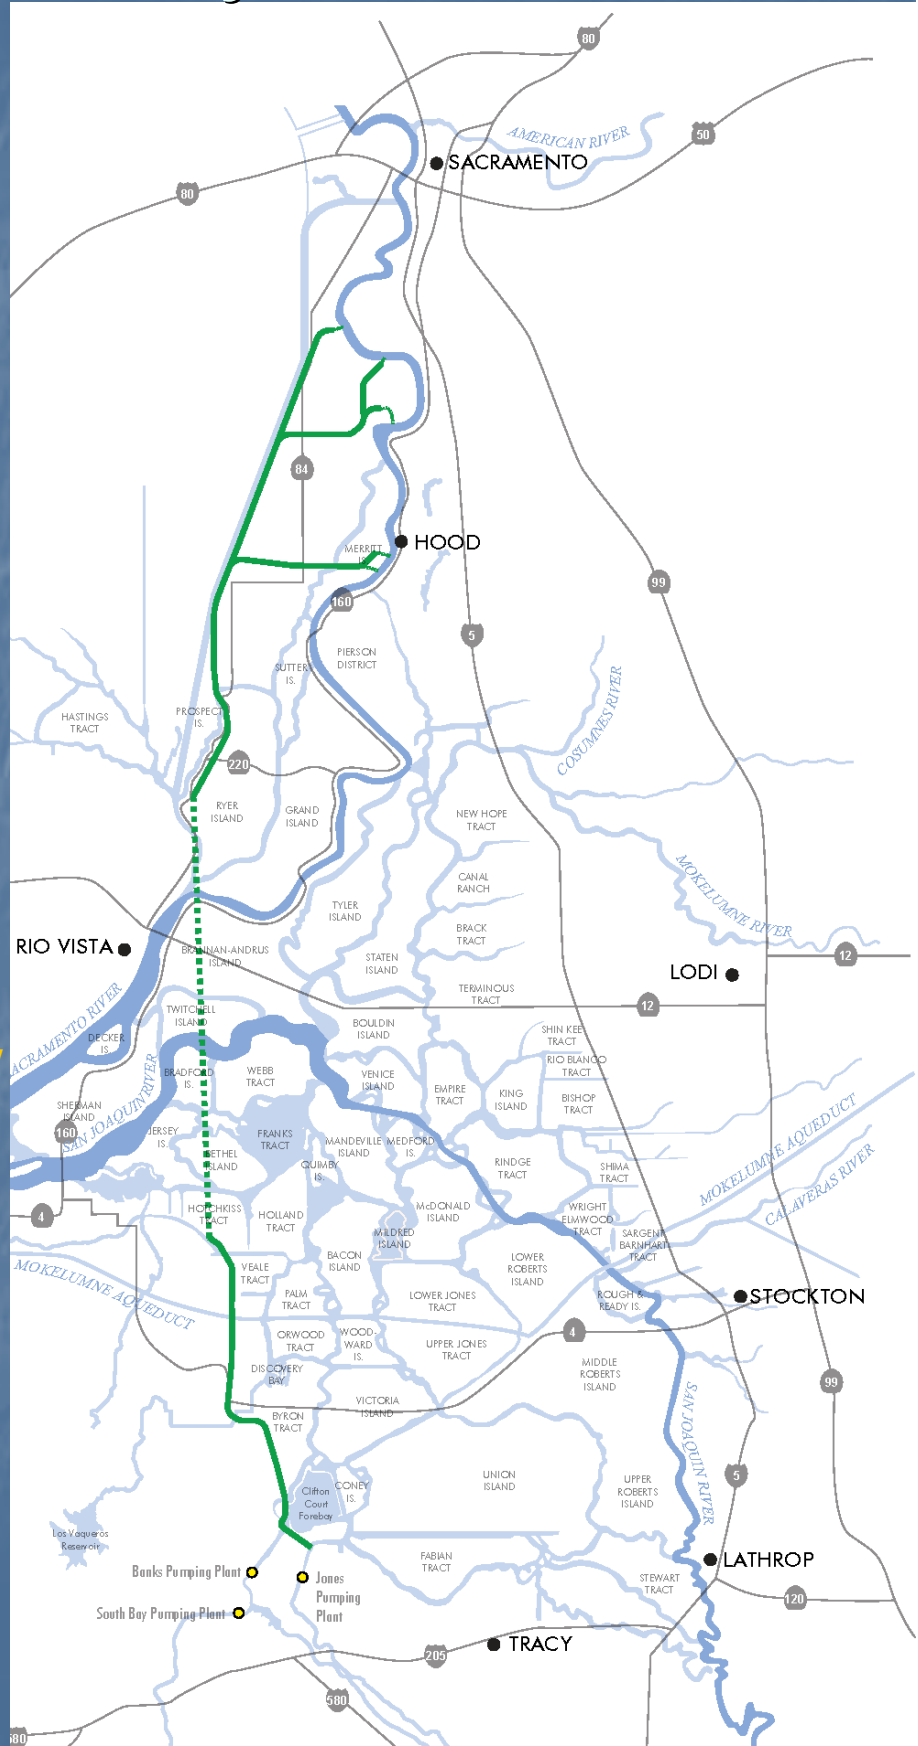 80
AMERICAN RIVER
50
SACRAMENTO
80
84
HOOD
MERRITT
IS.
99
160
5
PIERSON
DISTRICT
SUTTER
IS.
COSUMNES RIVER
HASTINGS
TRACT
PROSPECT
IS.
220
RYER
ISLAND
GRAND
ISLAND
NEW HOPE
TRACT
CANAL
RANCH
MOKELUMNE RIVER
TYLER
ISLAND
BRACK
TRACT
RIO VISTA
BRANNAN-ANDRUS
ISLAND
STATEN
ISLAND
12
LODI
TERMINOUS
TRACT
12
SACRAMENTO RIVER
TWITCHELL
ISLAND
BOULDIN
ISLAND
SHIN KEE
TRACT
DECKER
IS.
RIO BLANCO
TRACT
BRADFORD
IS.
WEBB
TRACT
VENICE
ISLAND
EMPIRE
TRACT
KING
ISLAND
BISHOP
TRACT
SHERMAN
ISLAND
160
SAN JOAQUIN RIVER
JERSEY
IS.
FRANKS
TRACT
MANDEVILLE
ISLAND
MEDFORD
IS.
BETHEL
ISLAND
QUIMBY
IS.
RINDGE
TRACT
SHIMA
TRACT
MOKELUMNE AQUEDUCT
CALAVERAS RIVER
4
HOTCHKISS
TRACT
HOLLAND
TRACT
McDONALD
ISLAND
WRIGHT
ELMWOOD
TRACT
SARGENT
BARNHART
TRACT
MILDRED
ISLAND
MOKELUMNE AQUEDUCT
VEALE
TRACT
BACON
ISLAND
LOWER
ROBERTS
ISLAND
PALM
TRACT
LOWER JONES
TRACT
ROUGH &
READY IS.
STOCKTON
ORWOOD
TRACT
WOOD-
WARD
IS.
UPPER JONES
TRACT
4
DISCOVERY
BAY
MIDDLE
ROBERTS
ISLAND
99
VICTORIA
ISLAND
BYRON
TRACT
SAN JOAQUIN RIVER
5
UNION
ISLAND
UPPER
ROBERTS
ISLAND
CONEY
IS.
Clifton
Court
Forebay
Los Vaqueros
Reservoir
FABIAN
TRACT
LATHROP
Banks Pumping Plant
Jones
Pumping
Plant
STEWART
TRACT
120
South Bay Pumping Plant
TRACY
205
580
580